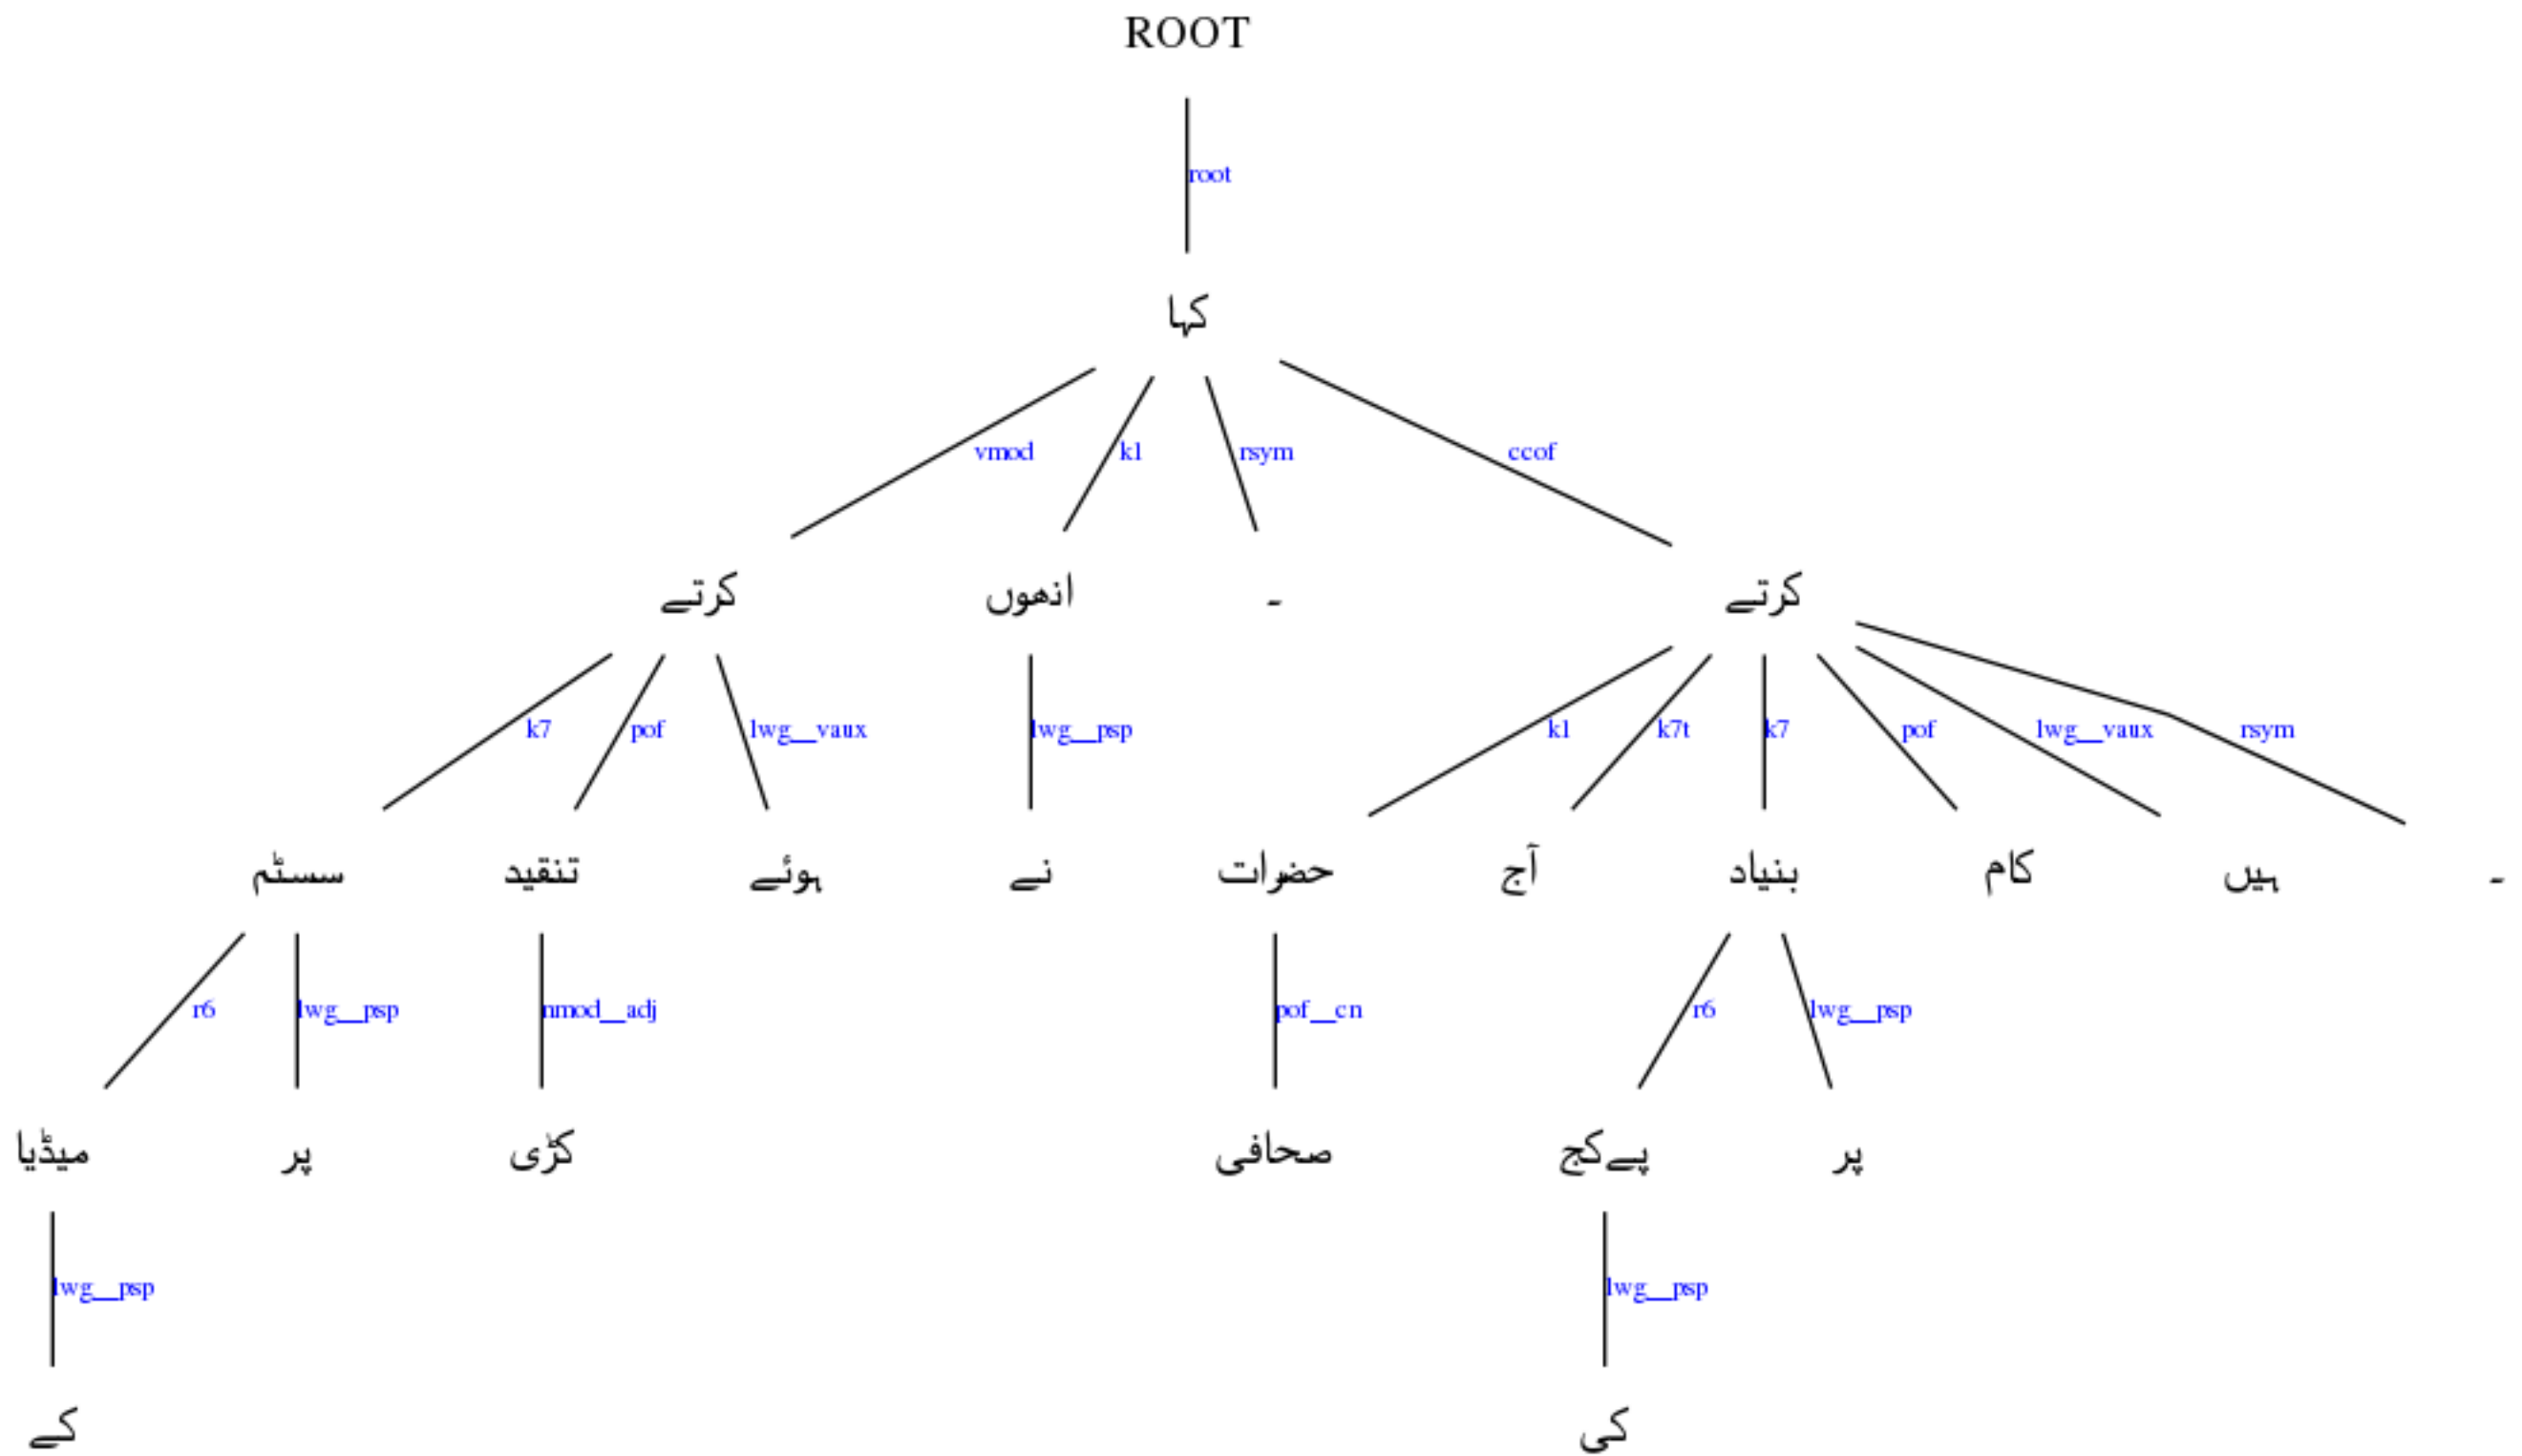 ROOT
root
کہا
vmod k1 rsym ccof
کرتے انھوں ۔ کرتے
k7 pof lwg__vaux lwg__psp k1 k7t k7 pof lwg__vaux rsym
سسٹم تنقید ہوئے نے حضرات آج بنیاد کام ہیں ۔
r6 lwg__psp nmod__adj pof__cn r6 lwg__psp
میڈیا پر کڑی صحافی پےکج پر
lwg__psp lwg__psp
کے کی